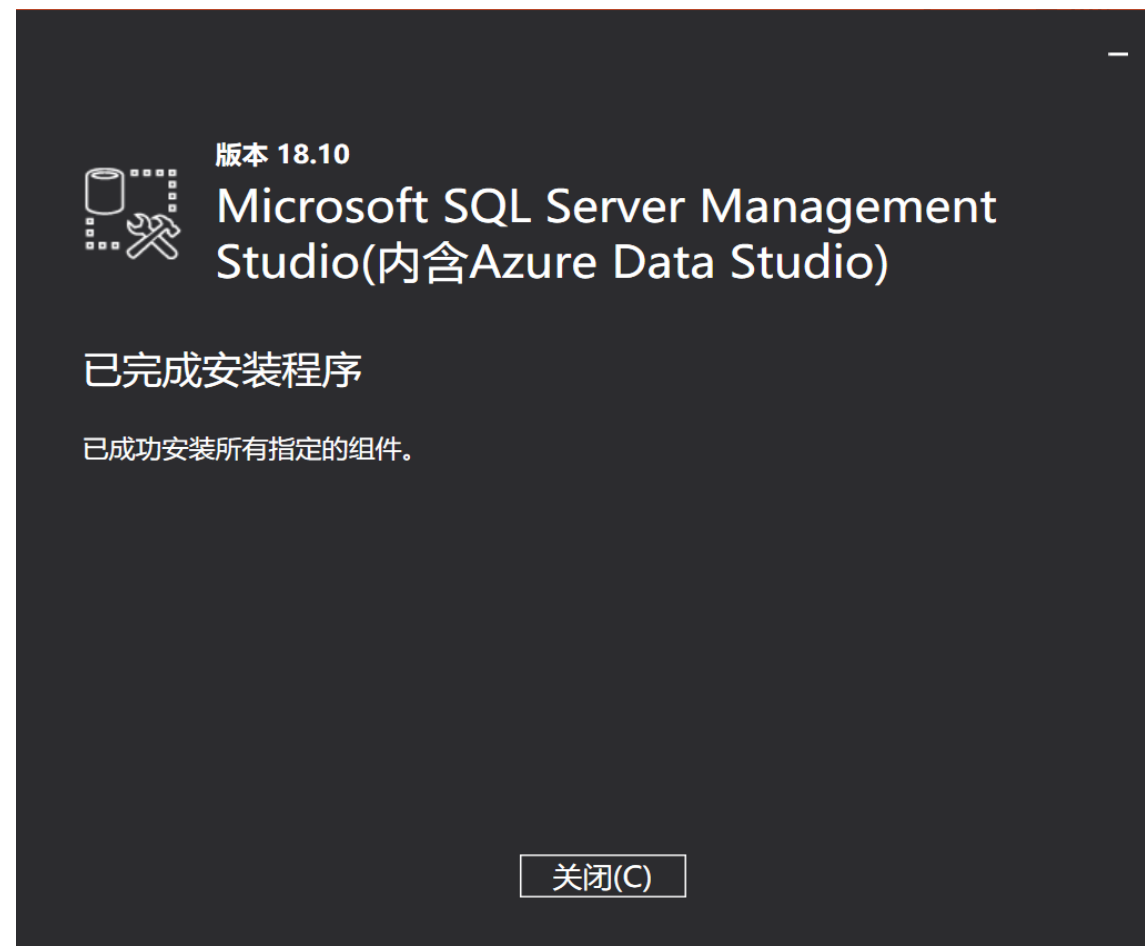 版本 18.10
Microsoft SQL Server Management
Studio(内含Azure Data Studio)
已完成安装程序
已成功安装所有指定的组件。
关闭(C)